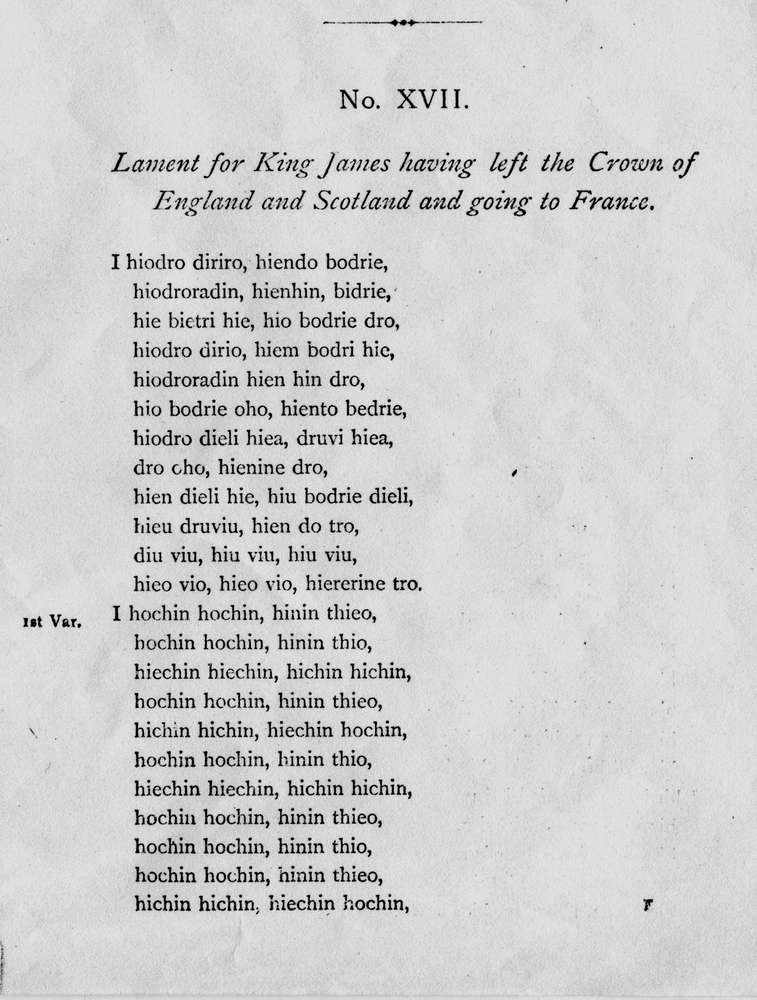 No. XVII.
Lament for King James having left the Crown of
England and Scotland and going to France.
I hiodro diriro, hiendo bodrie,
hiodroradin, hienhin, bidrie,
hie bietri hie, hio bodrie dro,
hiodro dirio, hiem bodri hie,
hiodroradin hien hin dro,
hio bodrie oho, hiento bedrie,
hiodro dieli hiea, druvi hiea,
dro oho, hienine dro,
hien dieli hie, hiu bodrie dieli,
hieu druviu, hien do tro,
diu viu, hiu viu, hiu viu,
hieo vio, hieo vio, hiererine tro.
1st Var. I hochin hochin, hinin thieo,
hochin hochin, hinin thio,
hiechin hiechin, hichin hichin,
hochin hochin, hinin thieo,
hichin hichin, hiechin hochin,
hochin hochin, hinin thio,
hiechin hiechin, hichin hichin,
hochin hochin, hinin thieo,
hochin hochin, hinin thio,
hochin hochin, hinin thieo,
hichin hichin, hiechin hochin,
F